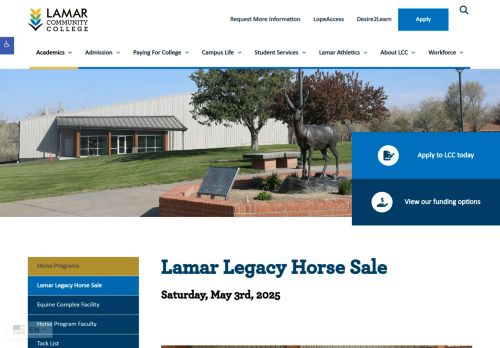 LAMAR
COMMUNITY
COLLEGE
Request More Information
LopeAccess
Desire2Learn
Apply
Academics
Admission
Paying For College
Campus Life
Student Services
Lamar Athletics
About LCC
Workforce
Apply to LCC today
View our funding options
Horse Programs
Lamar Legacy Horse Sale
Equine Complex Facility
Horse Program Faculty
Tack List
EN
Lamar Legacy Horse Sale
Saturday, May 3rd, 2025